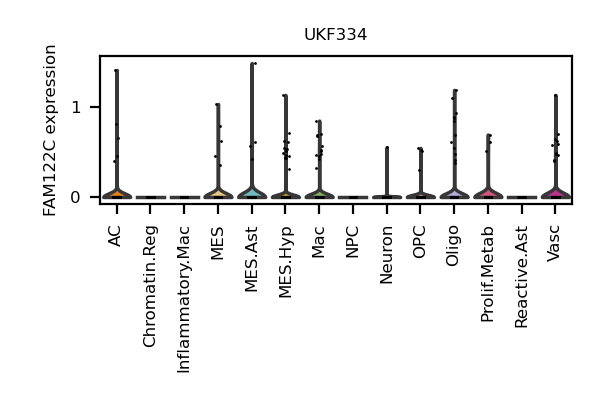 UKF334
FAM122C expression
1
0
AC
Chromatin.Reg
Inflammatory.Mac
MES
MES.Ast
MES.Hyp
Mac
NPC
Neuron
OPC
Oligo
Prolif.Metab
Reactive.Ast
Vasc